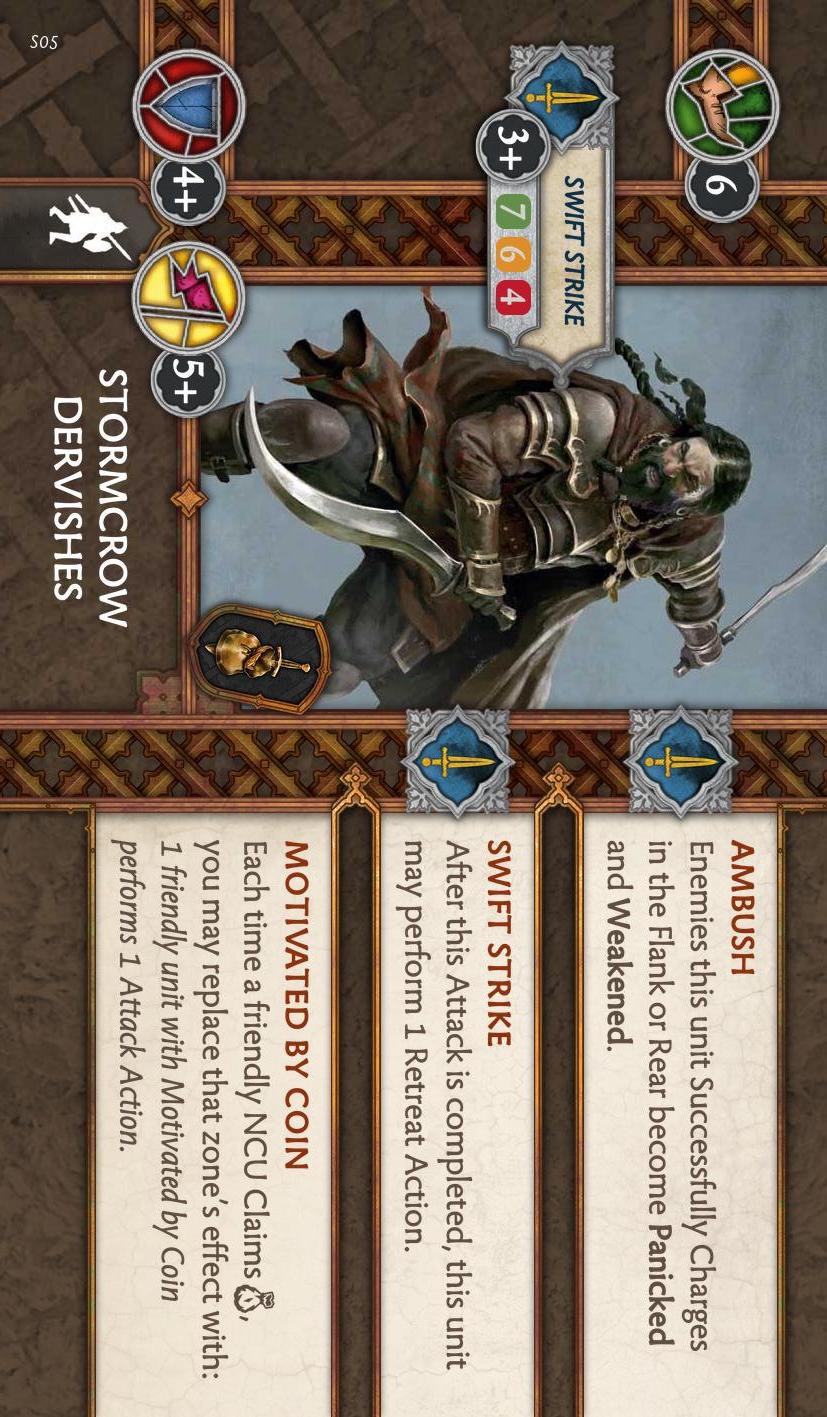 6
SWIFT STRIKE
3+
7 6 4
4+
5+
STORMCROW
DERVISHES
AMBUSH
Enemies this unit Successfully Charges
in the Flank or Rear become Panicked
and Weakened.
SWIFT STRIKE
After this Attack is completed, this unit
may perform 1 Retreat Action.
MOTIVATED BY COIN
Each time a friendly NCU Claims ,
you may replace that zone's effect with:
1 friendly unit with Motivated by Coin
performs 1 Attack Action.
S05